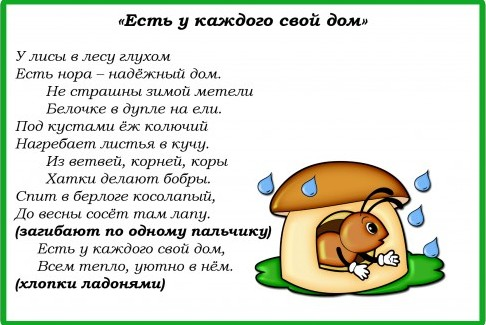 «Есть у каждого свой дом»
У лисы в лесу глухом
Есть нора – надёжный дом.
Не страшны зимой метели
Белочке в дупле на ели.
Под кустами ёж колючий
Нагребает листья в кучу.
Из ветвей, корней, коры
Хатки делают бобры.
Спит в берлоге косолапый,
До весны сосёт там лапу.
(загибают по одному пальчику)
Есть у каждого свой дом,
Всем тепло, уютно в нём.
(хлопки ладонями)